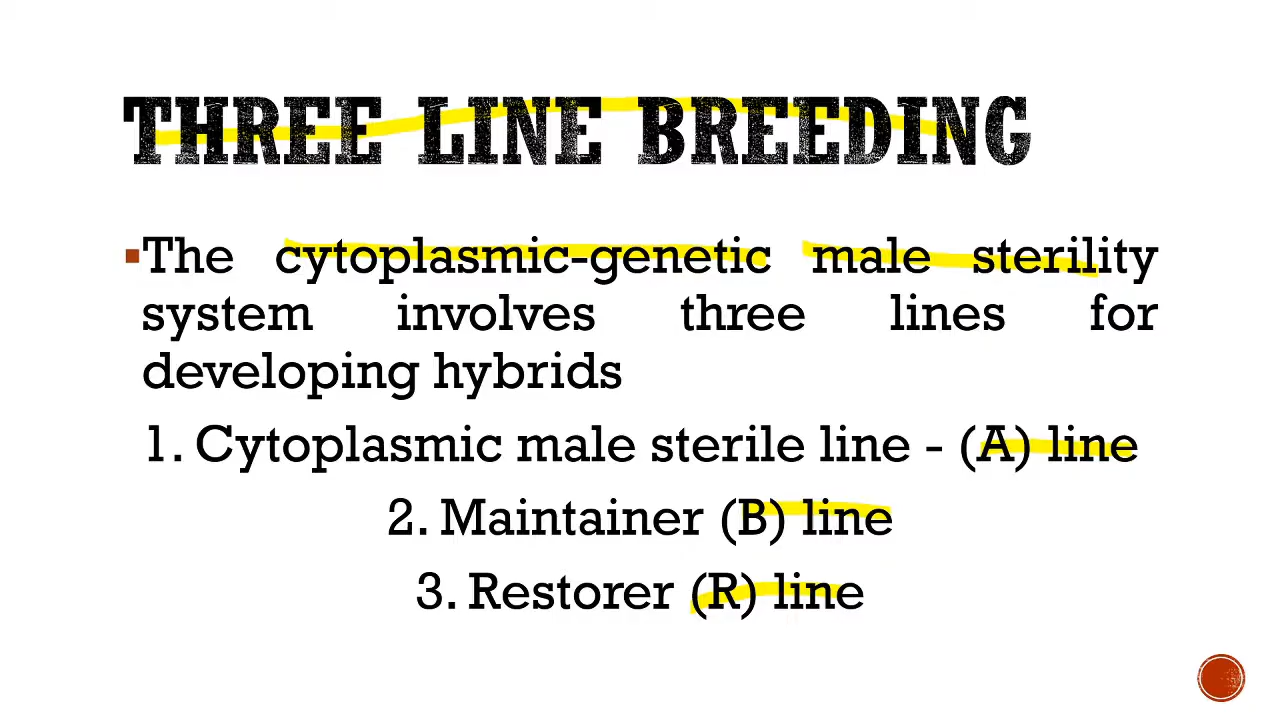 THREE LINE BREEDING
▪The cytoplasmic-genetic male sterility
system involves three lines for
developing hybrids
1. Cytoplasmic male sterile line - (A) line
2. Maintainer (B) line
3. Restorer (R) line